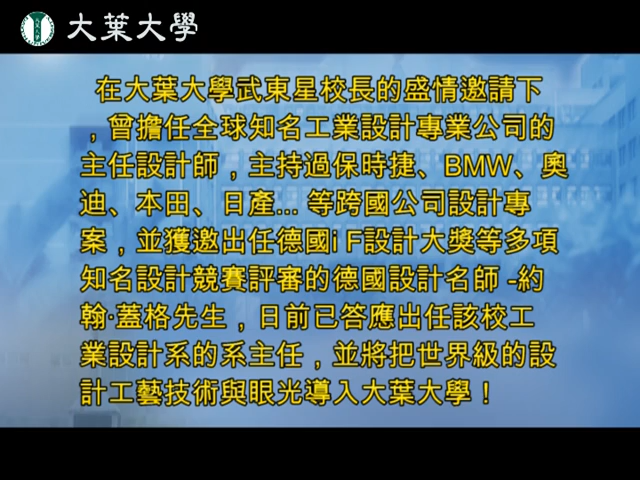 大葉大學
在大葉大學武東星校長的盛情邀請下
，曾擔任全球知名工業設計專業公司的
主任設計師，主持過保時捷、BMW、奧
迪、本田、日產... 等跨國公司設計專
案，並獲邀出任德國i F設計大獎等多項
知名設計競賽評審的德國設計名師 -約
翰·蓋格先生，日前已答應出任該校工
業設計系的系主任，並將把世界級的設
計工藝技術與眼光導入大葉大學！